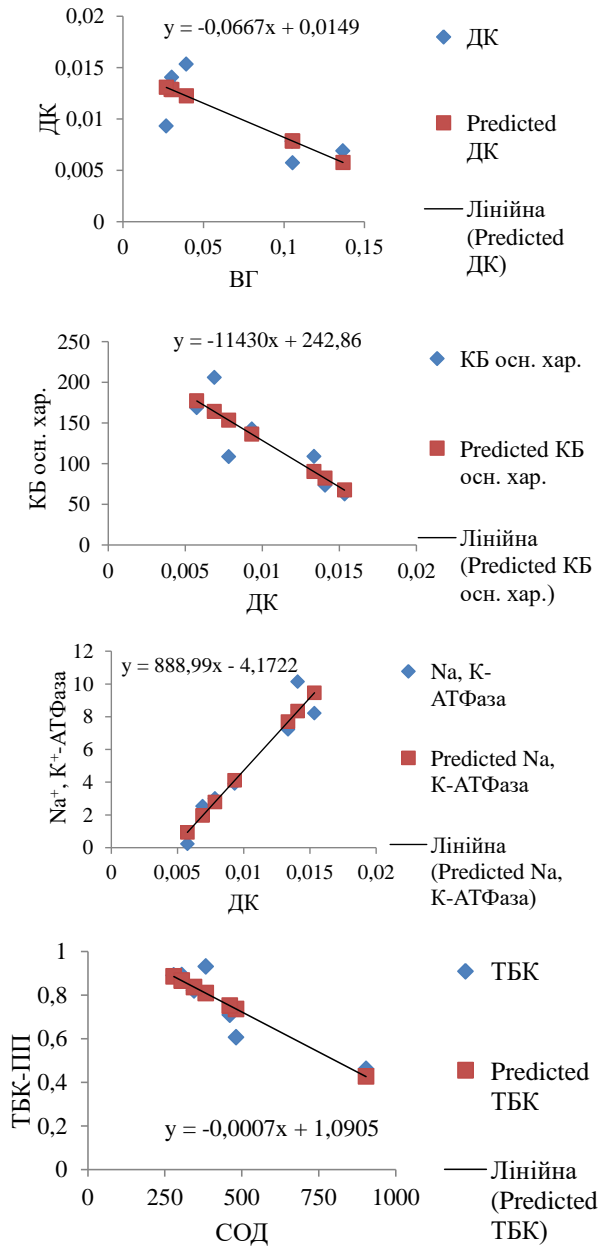 y = -0,0667x + 0,0149
0,02
0,015
0,01
0,005
0
ДК
0
0,05
0,1
0,15
ВГ
ДК
Predicted
ДК
Лінійна
(Predicted
ДК)
y = -11430x + 242,86
250
200
150
100
50
0
КБ осн. хар.
0
0,005
0,01
0,015
0,02
ДК
КБ осн. хар.
Predicted КБ
осн. хар.
Лінійна
(Predicted КБ
осн. хар.)
y = 888,99x - 4,1722
12
10
8
6
4
2
0
Na⁺, K⁺-АТФаза
0
0,005
0,01
0,015
0,02
ДК
Na, K-
АТФаза
Predicted Na,
K-АТФаза
Лінійна
(Predicted Na,
K-АТФаза)
1
0,8
0,6
0,4
0,2
0
ТБК-ПП
y = -0,0007x + 1,0905
0
250
500
750
1000
СОД
ТБК
Predicted
ТБК
Лінійна
(Predicted
ТБК)